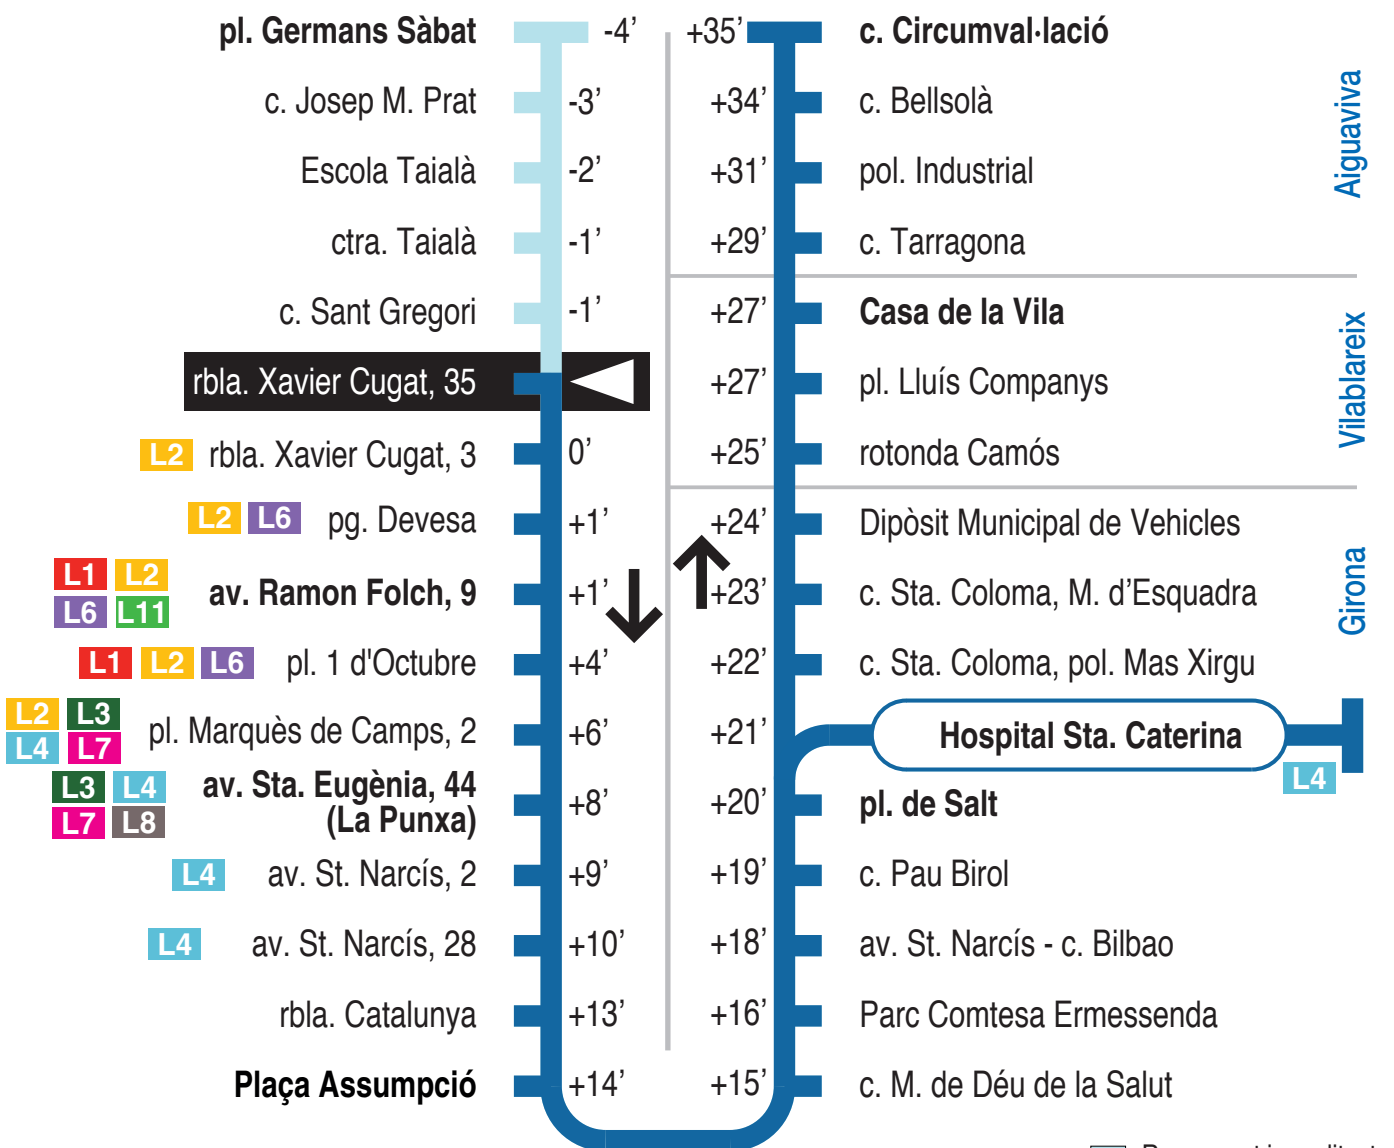 pl. Germans Sàbat -4’
c. Josep M. Prat -3’
Escola Taialà -2’
ctra. Taialà -1’
c. Sant Gregori -1’
rbla. Xavier Cugat, 35
L2 rbla. Xavier Cugat, 3 0’
L2 L6 pg. Devesa +1’
L1 L2
L6 L11
av. Ramon Folch, 9 +1’
L1 L2 L6 pl. 1 d'Octubre +4’
L2 L3
L4 L7
pl. Marquès de Camps, 2 +6’
L3 L4
L7 L8
av. Sta. Eugènia, 44
(La Punxa) +8’
L4 av. St. Narcís, 2 +9’
L4 av. St. Narcís, 28 +10’
rbla. Catalunya +13’
Plaça Assumpció +14’
+35’ c. Circumval·lació
+34’ c. Bellsolà
+31’ pol. Industrial
+29’ c. Tarragona
Aiguaviva
+27’ Casa de la Vila
+27’ pl. Lluís Companys
+25’ rotonda Camós
Vilablareix
+24’ Dipòsit Municipal de Vehicles
+23’ c. Sta. Coloma, M. d’Esquadra
+22’ c. Sta. Coloma, pol. Mas Xirgu
Girona
+21’ Hospital Sta. Caterina
L4
+20’ pl. de Salt
+19’ c. Pau Birol
+18’ av. St. Narcís - c. Bilbao
+16’ Parc Comtesa Ermessenda
+15’ c. M. de Déu de la Salut